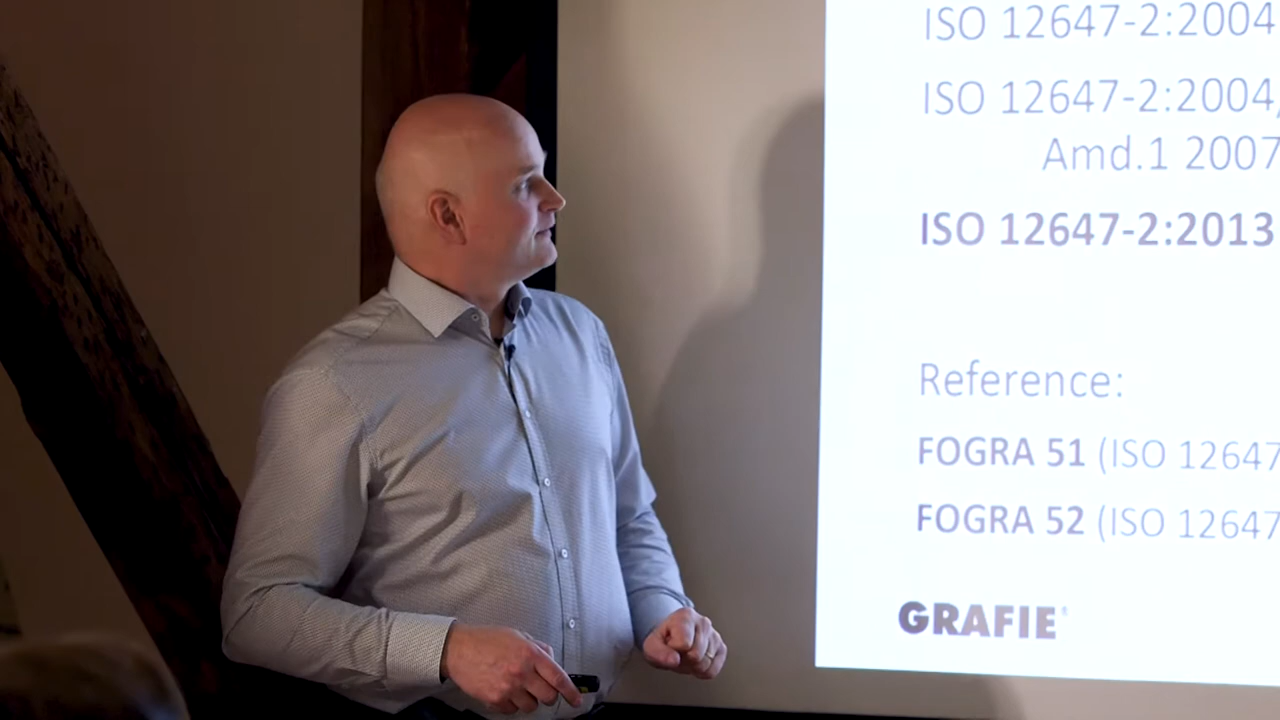 ISO 12647-2:2004
ISO 12647-2:2004,
Amd.1 2007
ISO 12647-2:2013
Reference:
FOGRA 51 (ISO 12647
FOGRA 52 (ISO 12647
GRAFIE®